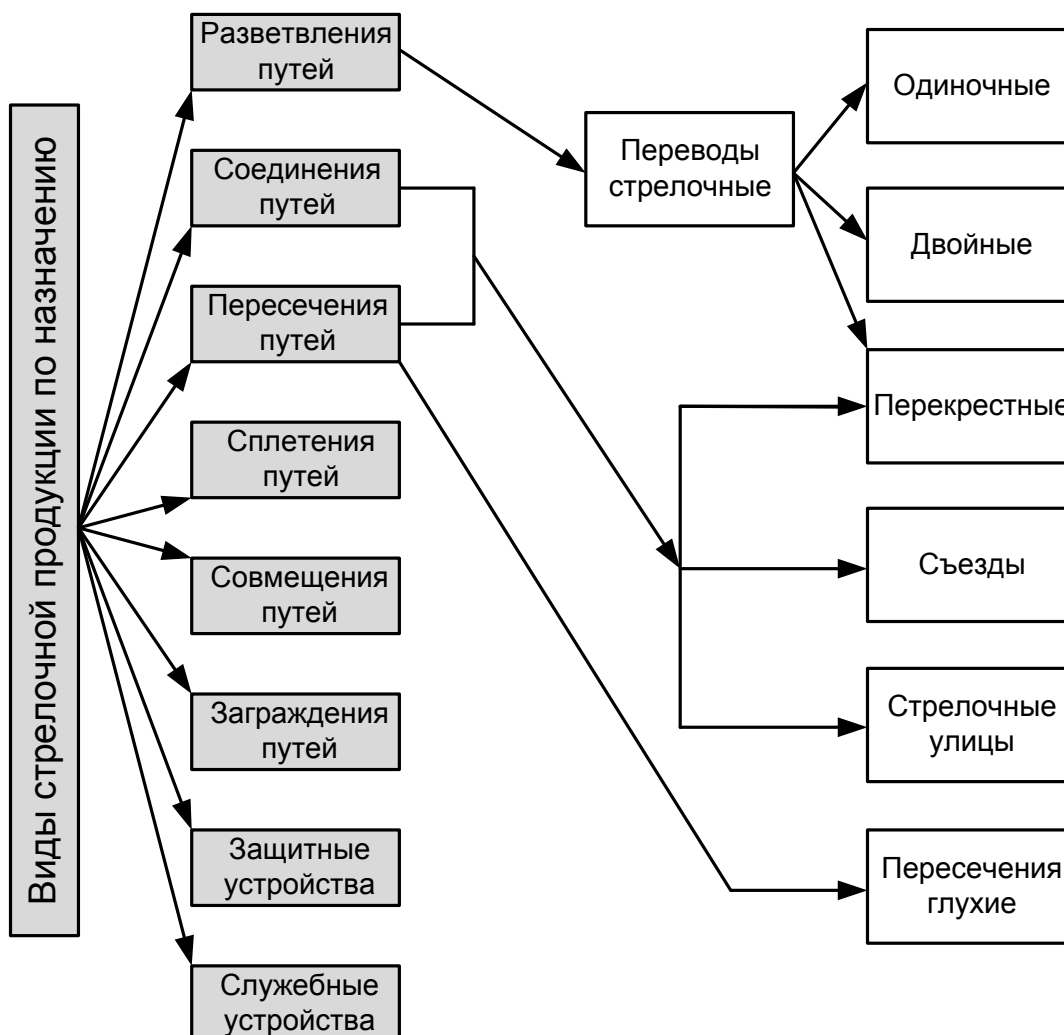 Виды стрелочной продукции по назначению
Разветвления
путей
Соединения
путей
Пересечения
путей
Сплетения
путей
Совмещения
путей
Заграждения
путей
Защитные
устройства
Служебные
устройства
Переводы
стрелочные
Одиночные
Двойные
Перекрестные
Съезды
Стрелочные
улицы
Пересечения
глухие